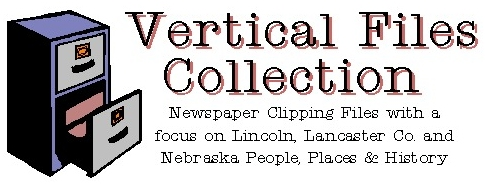 Vertical Files
Collection
Newspaper Clipping Files with a
focus on Lincoln, Lancaster Co. and
Nebraska People, Places & History